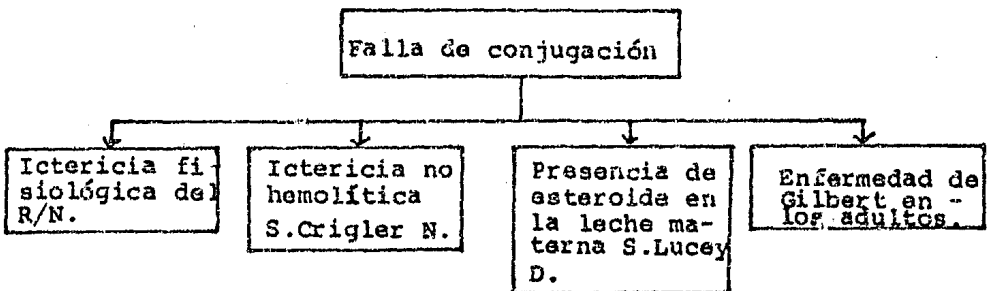 Falla de conjugación
Ictericia fi-
siológica del
R/N.
Ictericia no
hemolítica
S.Crigler N.
Presencia de
esteroide en
la leche ma-
terna S.Lucey
D.
Enfermedad de
Gilbert en -
los adultos.